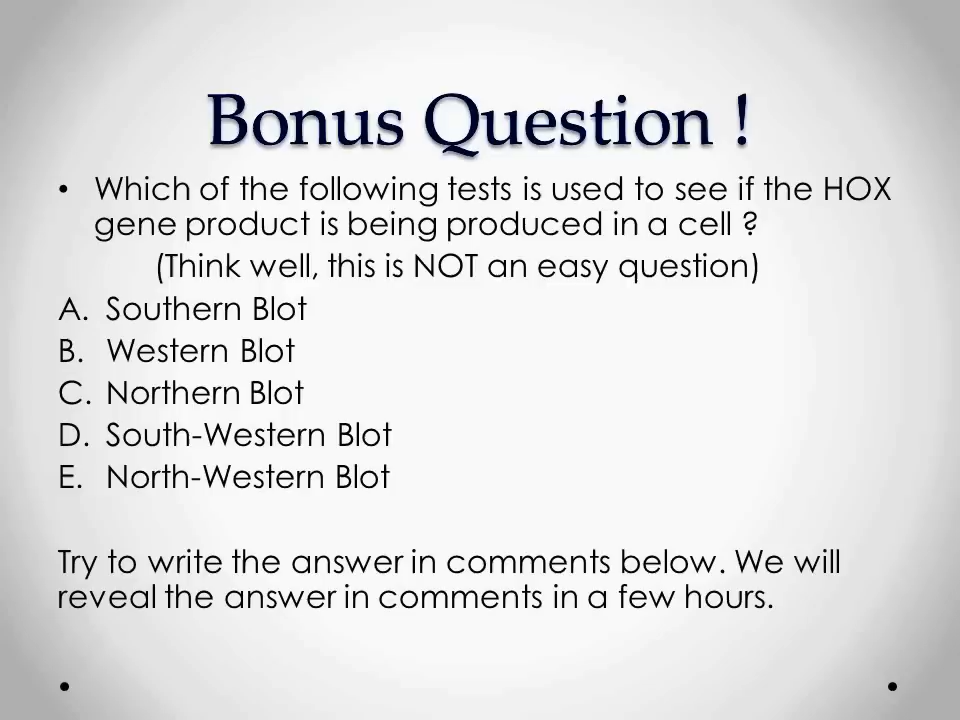 Bonus Question !
• Which of the following tests is used to see if the HOX
gene product is being produced in a cell ?
(Think well, this is NOT an easy question)
A. Southern Blot
B. Western Blot
C. Northern Blot
D. South-Western Blot
E. North-Western Blot
Try to write the answer in comments below. We will
reveal the answer in comments in a few hours.